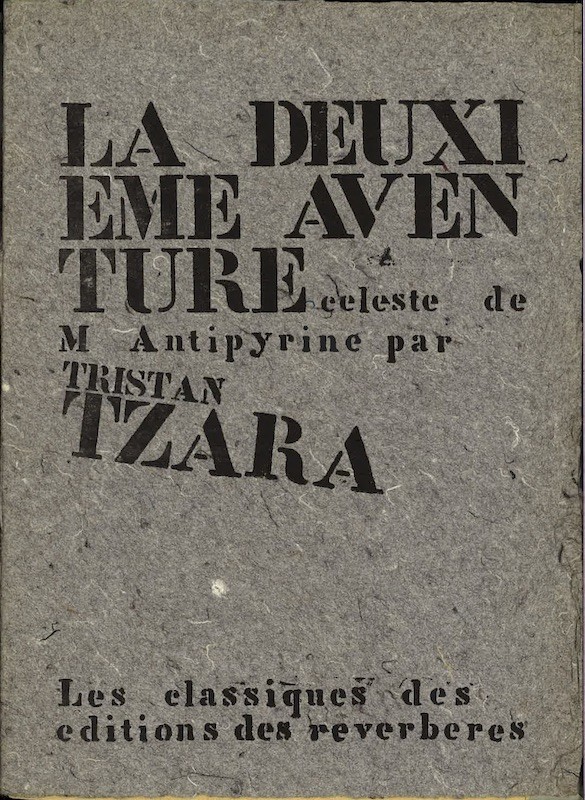 LA DEUXI
EME AVEN
TURE celeste de
M Antipyrine par
TRISTAN
TZARA
Les classiques des
editions des reverberes